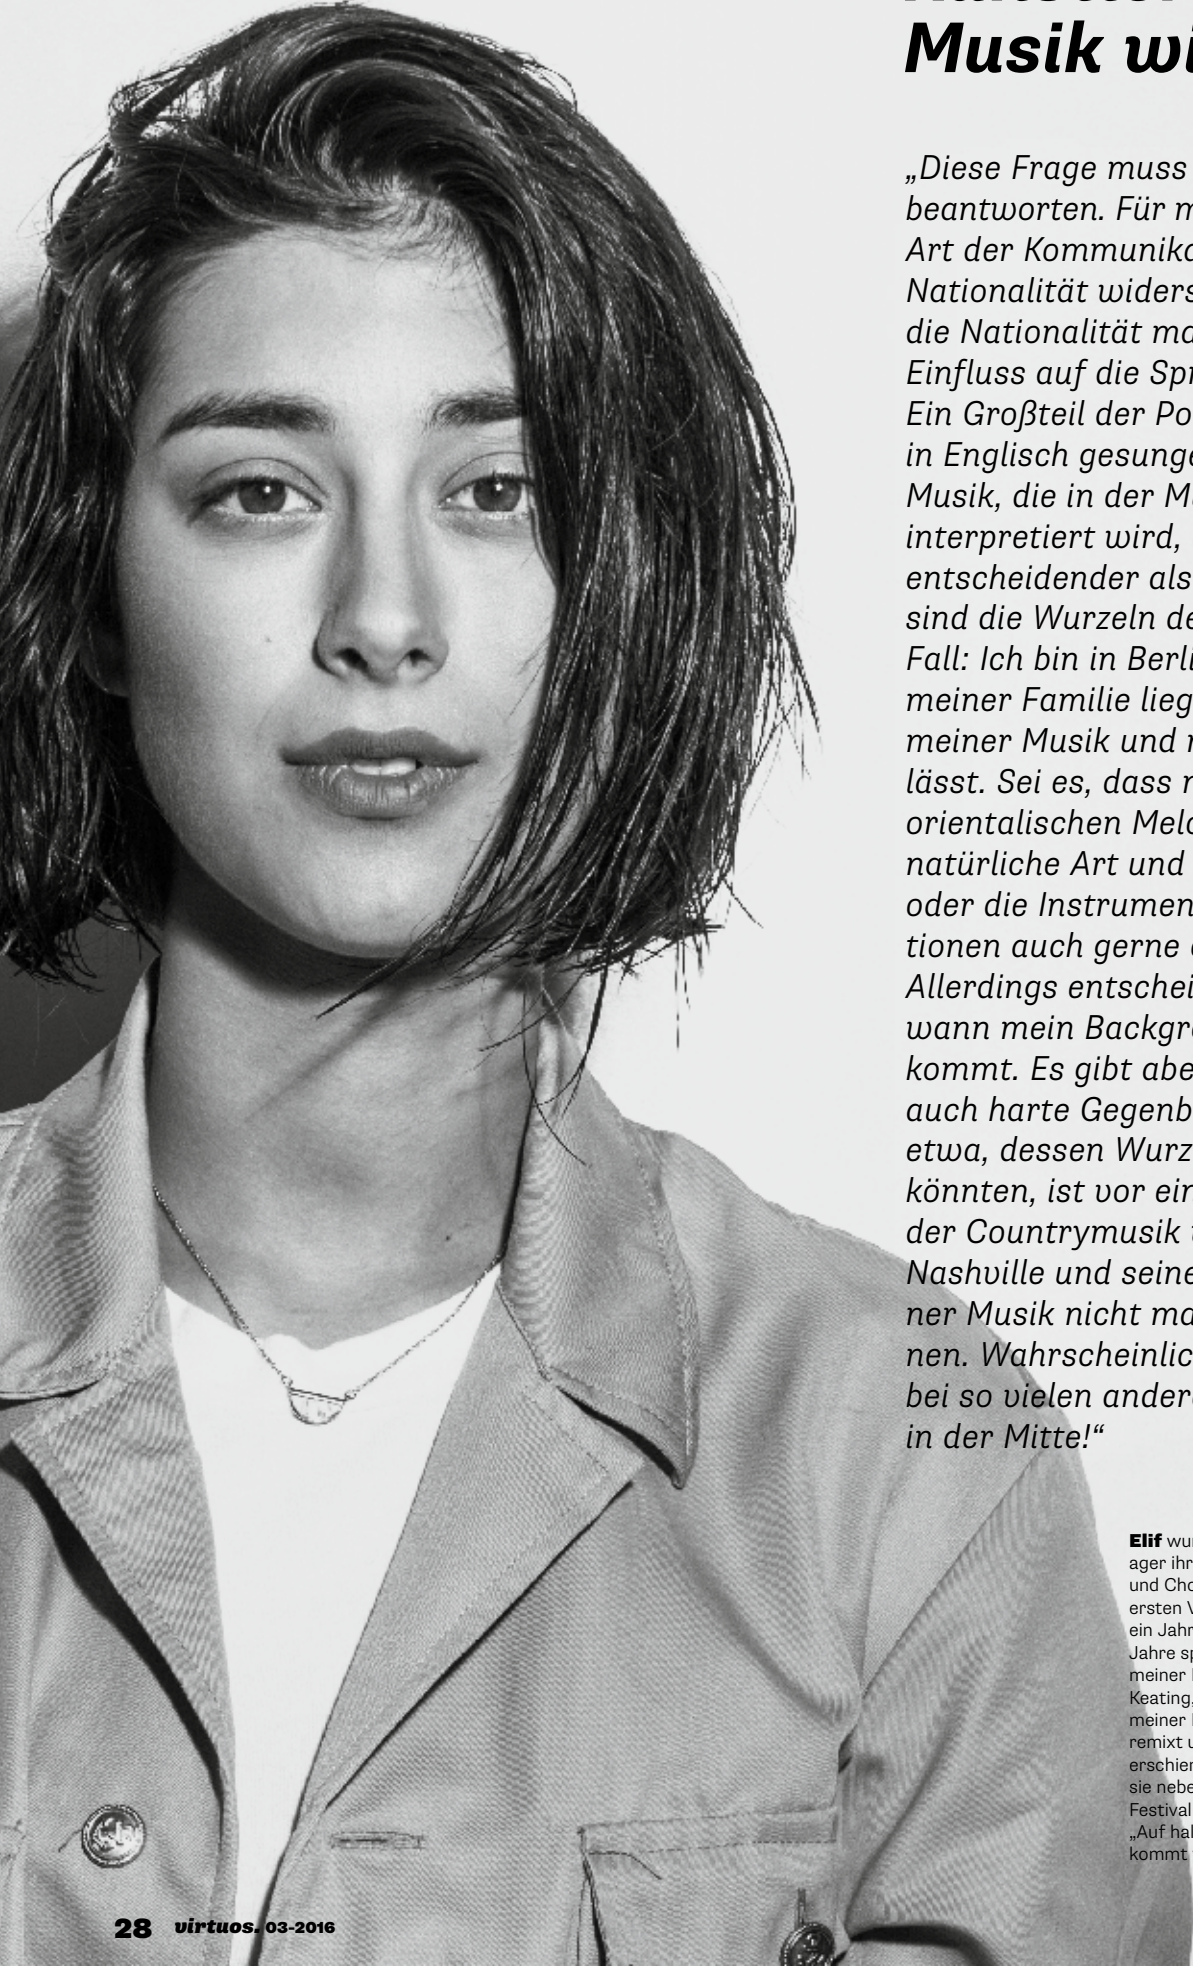 Musik wi
„Diese Frage muss
beantworten. Für m
Art der Kommunika
Nationalität widers
die Nationalität ma
Einfluss auf die Spr
Ein Großteil der Po
in Englisch gesunge
Musik, die in der M
interpretiert wird,
entscheidender als
sind die Wurzeln de
Fall: Ich bin in Berli
meiner Familie lieg
meiner Musik und
lässt. Sei es, dass
orientalischen Melo
natürliche Art und
oder die Instrumen
tionen auch gerne
Allerdings entschei
wann mein Backgr
kommt. Es gibt abe
auch harte Gegenb
etwa, dessen Wurz
könnten, ist vor ein
der Countrymusik
Nashville und seine
ner Musik nicht ma
nen. Wahrscheinlic
bei so vielen ander
in der Mitte!“
Elif wur
ager ihr
und Cho
ersten V
ein Jahr
Jahre sp
meiner
Keating,
meiner
remixt u
erschien
sie nebe
Festival
„Auf hal
kommt
28 virtuos. 03-2016